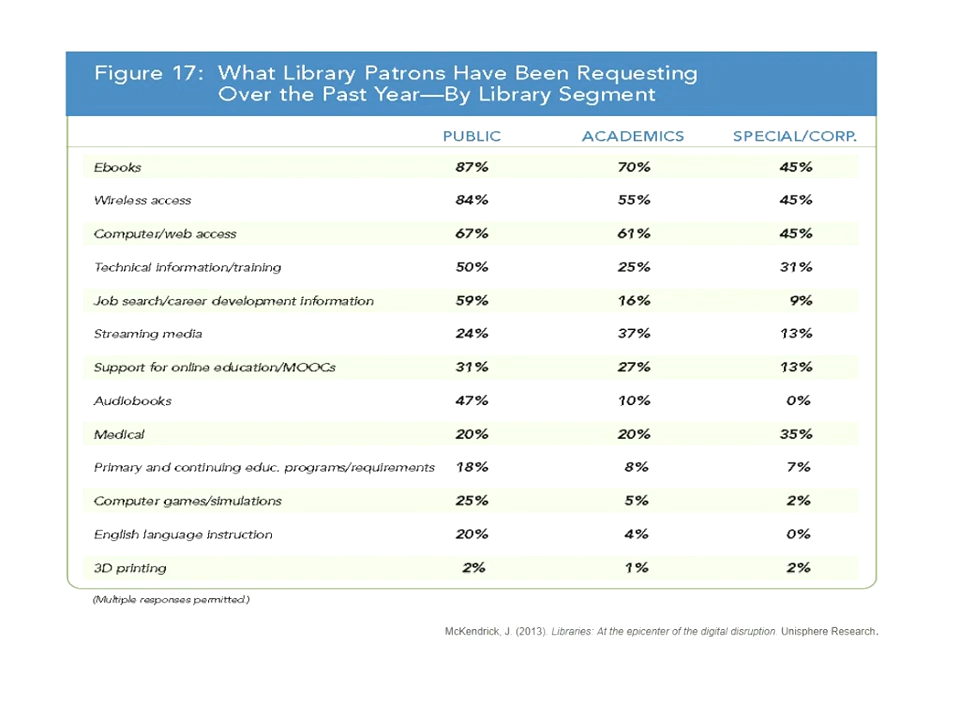 Figure 17: What Library Patrons Have Been Requesting
Over the Past Year—By Library Segment
PUBLIC ACADEMICS SPECIAL/CORP.
Ebooks 87% 70% 45%
Wireless access 84% 55% 45%
Computer/web access 67% 61% 45%
Technical information/training 50% 25% 31%
Job search/career development information 59% 16% 9%
Streaming media 24% 37% 13%
Support for online education/MOOCs 31% 27% 13%
Audiobooks 47% 10% 0%
Medical 20% 20% 35%
Primary and continuing educ. programs/requirements 18% 8% 7%
Computer games/simulations 25% 5% 2%
English language instruction 20% 4% 0%
3D printing 2% 1% 2%
(Multiple responses permitted.)
McKendrick, J. (2013). Libraries: At the epicenter of the digital disruption. Unisphere Research.